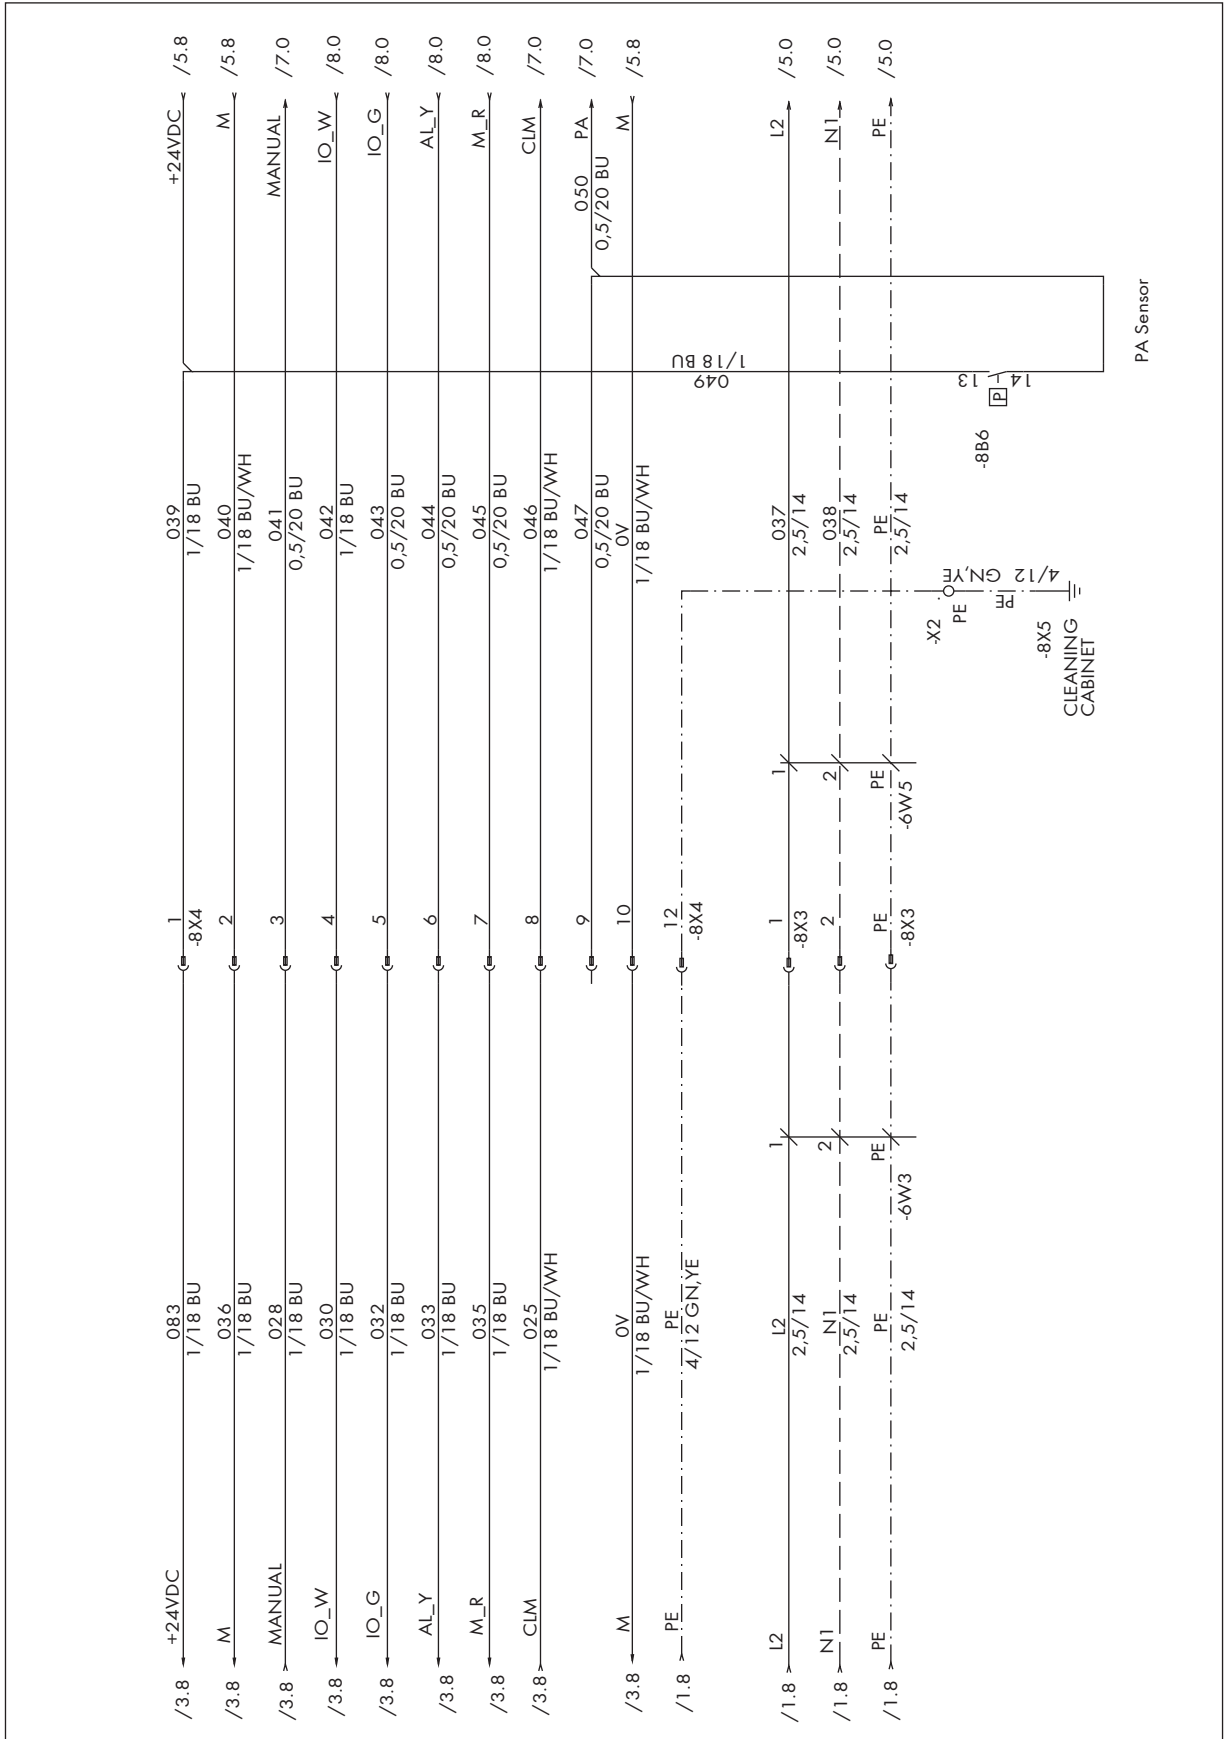 /3.8 +24VDC 083 1/18 BU 1 -8X4 039 1/18 BU +24VDC /5.8
/3.8 M 036 1/18 BU 2 040 1/18 BU/WH M /5.8
/3.8 MANUAL 028 1/18 BU 3 041 0,5/20 BU MANUAL /7.0
/3.8 IO_W 030 1/18 BU 4 042 1/18 BU IO_W /8.0
/3.8 IO_G 032 1/18 BU 5 043 0,5/20 BU IO_G /8.0
/3.8 AL_Y 033 1/18 BU 6 044 0,5/20 BU AL_Y /8.0
/3.8 M_R 035 1/18 BU 7 045 0,5/20 BU M_R /8.0
/3.8 CLM 025 1/18 BU/WH 8 046 1/18 BU/WH CLM /7.0
9 047 0,5/20 BU 050 0,5/20 BU PA /7.0
/3.8 M 0V 1/18 BU/WH 10 0V 1/18 BU/WH M /5.8
/1.8 PE PE 4/12 GN,YE 12 -8X4
049 1/18 BU
/1.8 L2 L2 2,5/14 1 1 -8X3 1 037 2,5/14 L2 /5.0
/1.8 N1 N1 2,5/14 2 2 2 038 2,5/14 N1 /5.0
/1.8 PE PE 2,5/14 PE -6W3 PE -8X3 PE -6W5 PE 2,5/14 PE /5.0
-X2 PE
PE 4/12 GN,YE
-8X5
CLEANING
CABINET
-8B6 P 13 14
PA Sensor